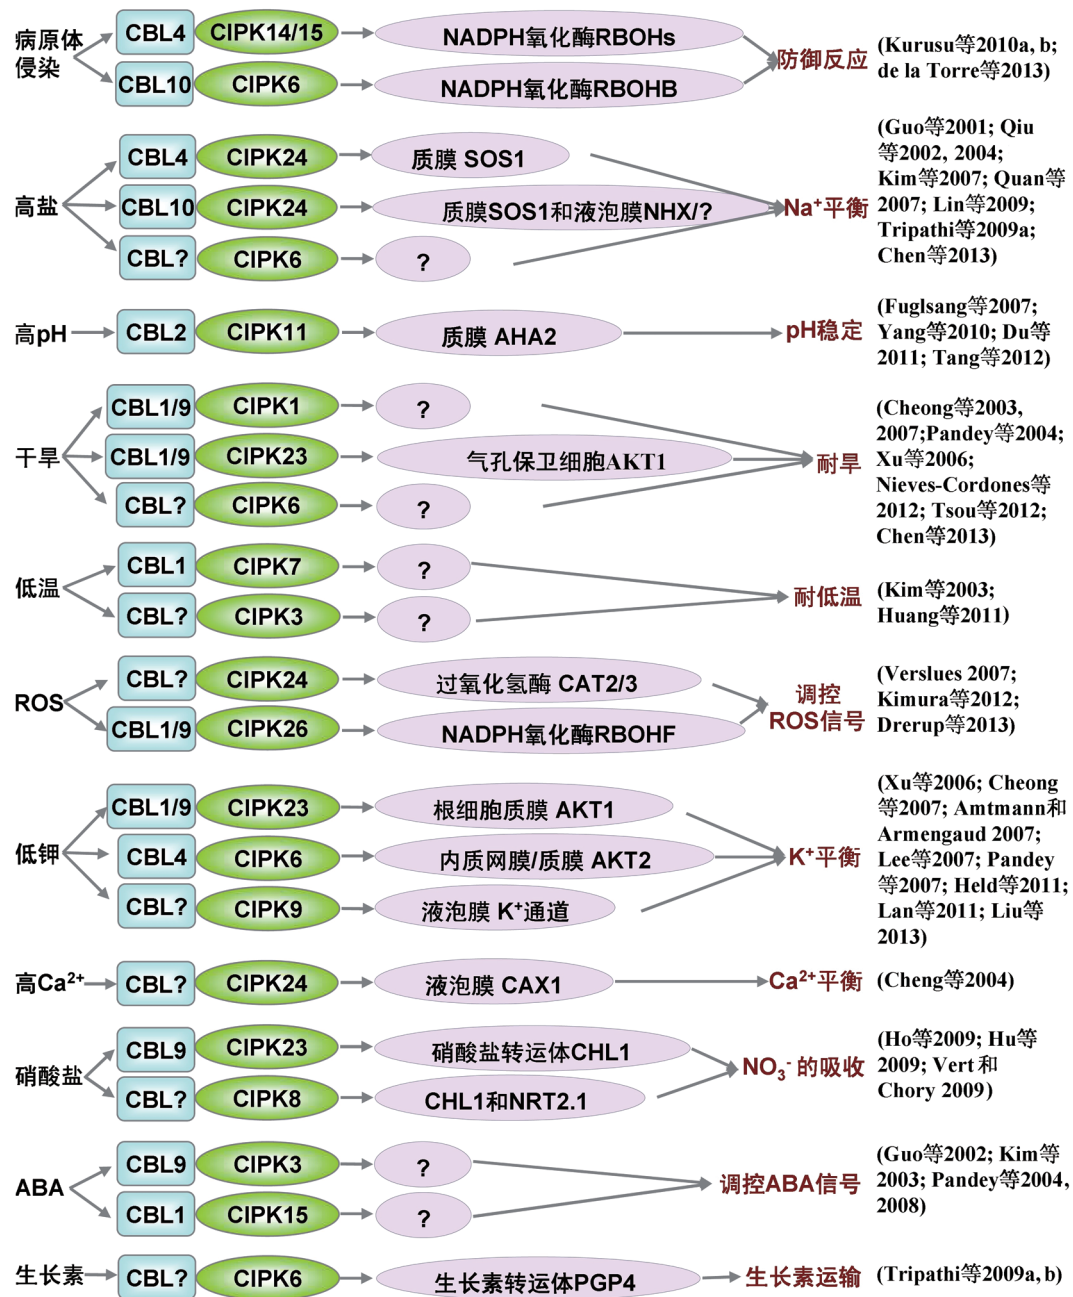 病原体
侵染
CBL4 CIPK14/15 NADPH氧化酶RBOHs
CBL10 CIPK6 NADPH氧化酶RBOHB
防御反应
(Kurusu等2010a, b;
de la Torre等2013)
高盐
CBL4 CIPK24 质膜 SOS1
CBL10 CIPK24 质膜SOS1和液泡膜NHX/?
CBL? CIPK6 ?
Na⁺平衡
(Guo等2001; Qiu
等2002, 2004;
Kim等2007; Quan等
2007; Lin等2009;
Tripathi等2009a;
Chen等2013)
高pH CBL2 CIPK11 质膜 AHA2 pH稳定
(Fuglsang等2007;
Yang等2010; Du等
2011; Tang等2012)
干旱
CBL1/9 CIPK1 ?
CBL1/9 CIPK23 气孔保卫细胞AKT1
CBL? CIPK6 ?
耐旱
(Cheong等2003,
2007;Pandey等2004;
Xu等2006;
Nieves-Cordones等
2012; Tsou等2012;
Chen等2013)
低温
CBL1 CIPK7 ?
CBL? CIPK3 ?
耐低温
(Kim等2003;
Huang等2011)
ROS
CBL? CIPK24 过氧化氢酶 CAT2/3
CBL1/9 CIPK26 NADPH氧化酶RBOHF
调控
ROS信号
(Verslues 2007;
Kimura等2012;
Drerup等2013)
低钾
CBL1/9 CIPK23 根细胞质膜 AKT1
CBL4 CIPK6 内质网膜/质膜 AKT2
CBL? CIPK9 液泡膜 K⁺通道
K⁺平衡
(Xu等2006; Cheong
等2007; Amtmann和
Armengaud 2007;
Lee等2007; Pandey
等2007; Held等2011;
Lan等2011; Liu等
2013)
高Ca²⁺ CBL? CIPK24 液泡膜 CAX1 Ca²⁺平衡 (Cheng等2004)
硝酸盐
CBL9 CIPK23 硝酸盐转运体CHL1
CBL? CIPK8 CHL1和NRT2.1
NO₃⁻ 的吸收
(Ho等2009; Hu等
2009; Vert 和
Chory 2009)
ABA
CBL9 CIPK3 ?
CBL1 CIPK15 ?
调控ABA信号
(Guo等2002; Kim等
2003; Pandey等2004,
2008)
生长素 CBL? CIPK6 生长素转运体PGP4 生长素运输 (Tripathi等2009a, b)